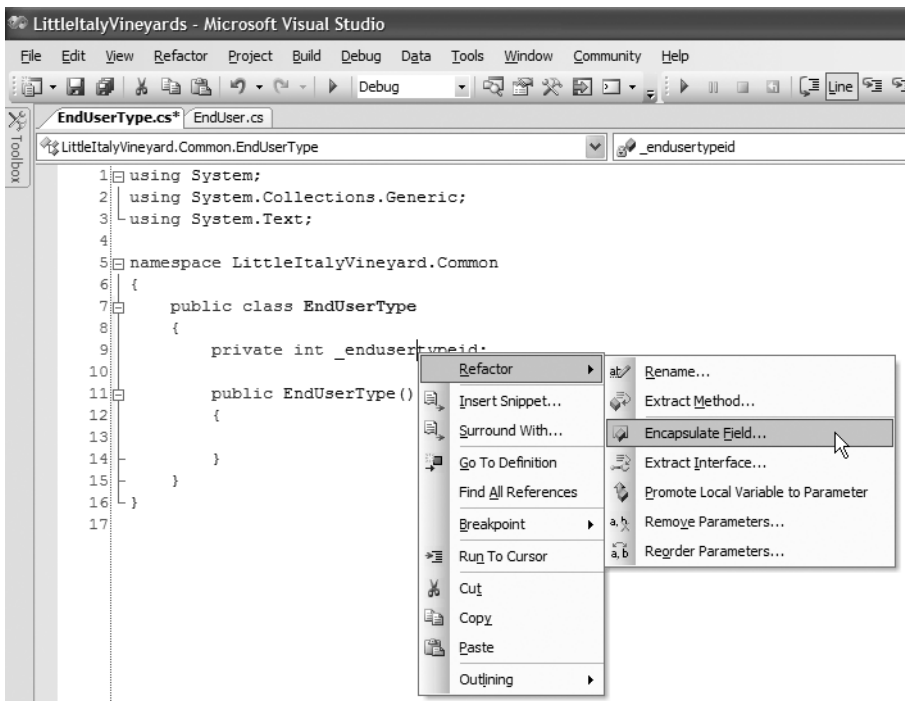 LittleItalyVineyards - Microsoft Visual Studio
File Edit View Refactor Project Build Debug Data Tools Window Community Help
Debug Line
Toolbox
EndUserType.cs* EndUser.cs
LittleItalyVineyard.Common.EndUserType _endusertypeid
1 using System;
2 using System.Collections.Generic;
3 using System.Text;
4
5 namespace LittleItalyVineyard.Common
6 {
7 public class EndUserType
8 {
9 private int _endusertypeid;
10
11 public EndUserType()
12 {
13
14 }
15 }
16 }
17
Refactor
Insert Snippet...
Surround With...
Go To Definition
Find All References
Breakpoint
Run To Cursor
Cut
Copy
Paste
Outlining
Rename...
Extract Method...
Encapsulate Field...
Extract Interface...
Promote Local Variable to Parameter
Remove Parameters...
Reorder Parameters...